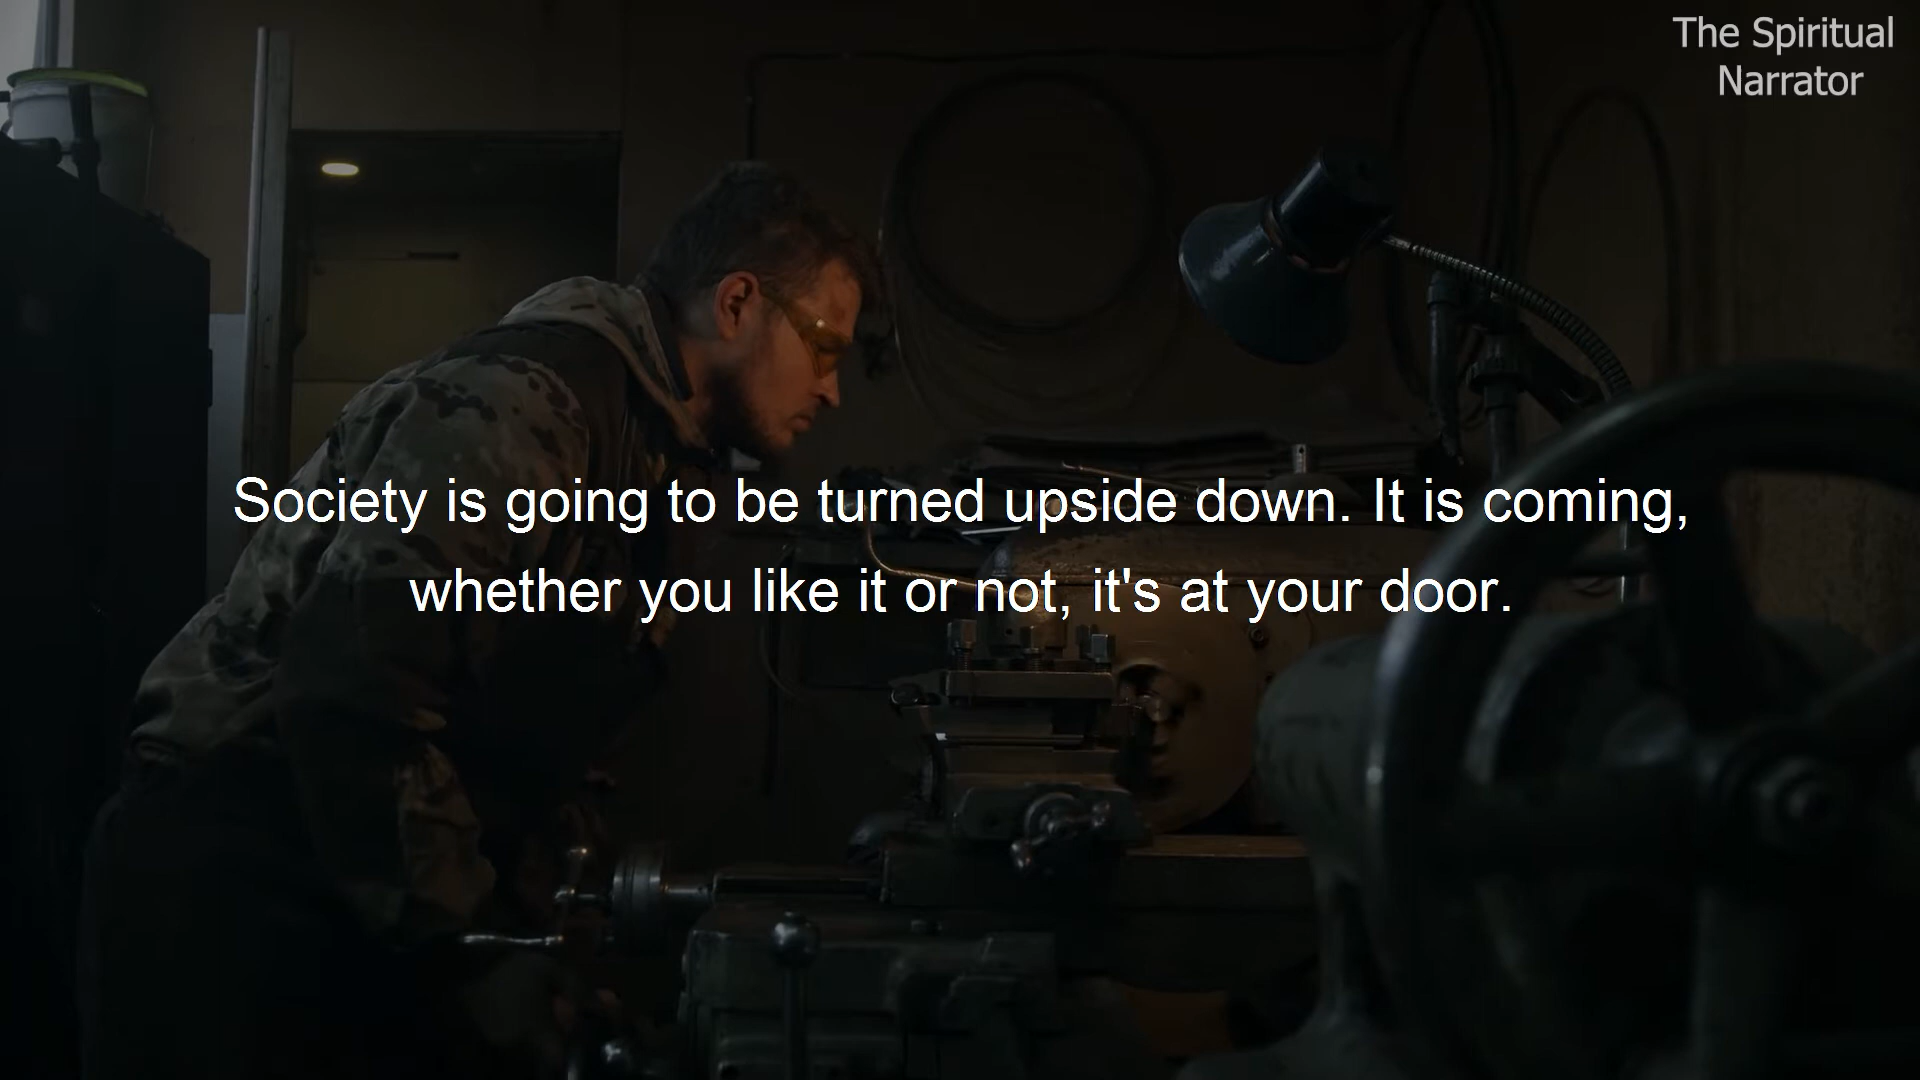 The Spiritual
Narrator
Society is going to be turned upside down. It is coming,
whether you like it or not, it's at your door.